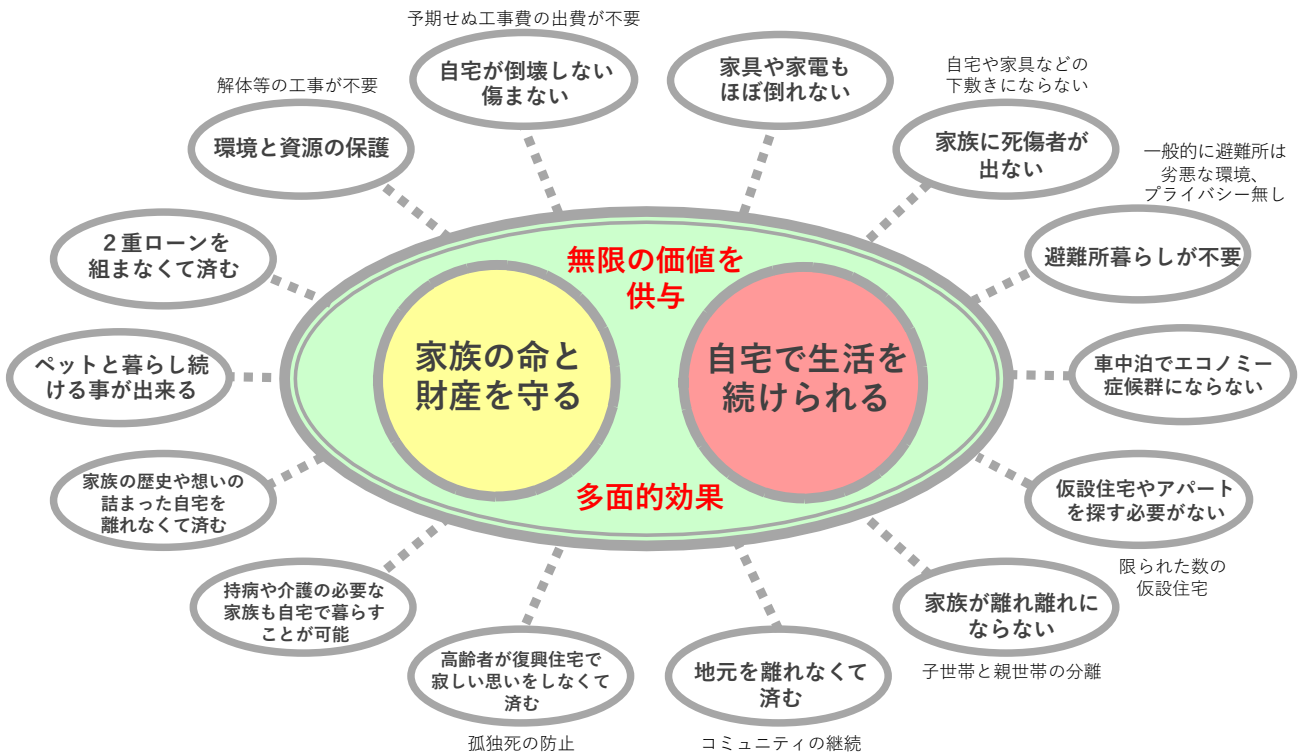 予期せぬ工事費の出費が不要
自宅が倒壊しない
傷まない
家具や家電も
ほぼ倒れない
自宅や家具などの
下敷きにならない
解体等の工事が不要
環境と資源の保護
家族に死傷者が
出ない
一般的に避難所は
劣悪な環境、
プライバシー無し
２重ローンを
組まなくて済む
避難所暮らしが不要
無限の価値を
供与
家族の命と
財産を守る
自宅で生活を
続けられる
多面的効果
ペットと暮らし続
ける事が出来る
車中泊でエコノミー
症候群にならない
家族の歴史や想いの
詰まった自宅を
離れなくて済む
仮設住宅やアパート
を探す必要がない
限られた数の
仮設住宅
持病や介護の必要な
家族も自宅で暮らす
ことが可能
家族が離れ離れに
ならない
子世帯と親世帯の分離
高齢者が復興住宅で
寂しい思いをしなくて
済む
孤独死の防止
地元を離れなくて
済む
コミュニティの継続